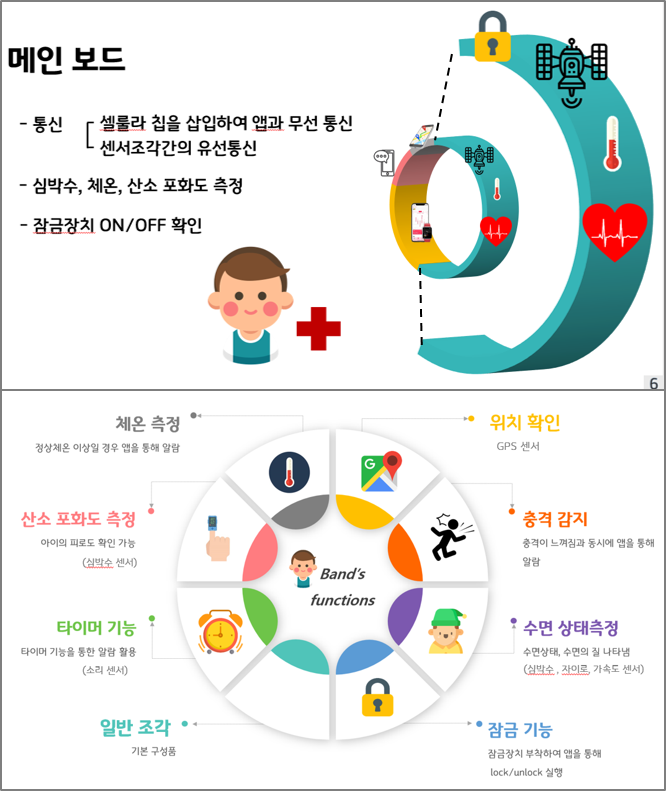 메인 보드
- 통신
셀룰라 칩을 삽입하여 앱과 무선 통신
센서조각간의 유선통신
- 심박수, 체온, 산소 포화도 측정
- 잠금장치 ON/OFF 확인
6
체온 측정
정상체온 이상일 경우 앱을 통해 알람
위치 확인
GPS 센서
산소 포화도 측정
아이의 피로도 확인 가능
(심박수 센서)
충격 감지
충격이 느껴짐과 동시에 앱을 통해
알람
G
Band's
functions
타이머 기능
타이머 기능을 통한 알람 활용
(소리 센서)
수면 상태측정
수면상태, 수면의 질 나타냄
(심박수 , 자이로, 가속도 센서)
일반 조각
기본 구성품
잠금 기능
잠금장치 부착하여 앱을 통해
lock/unlock 실행